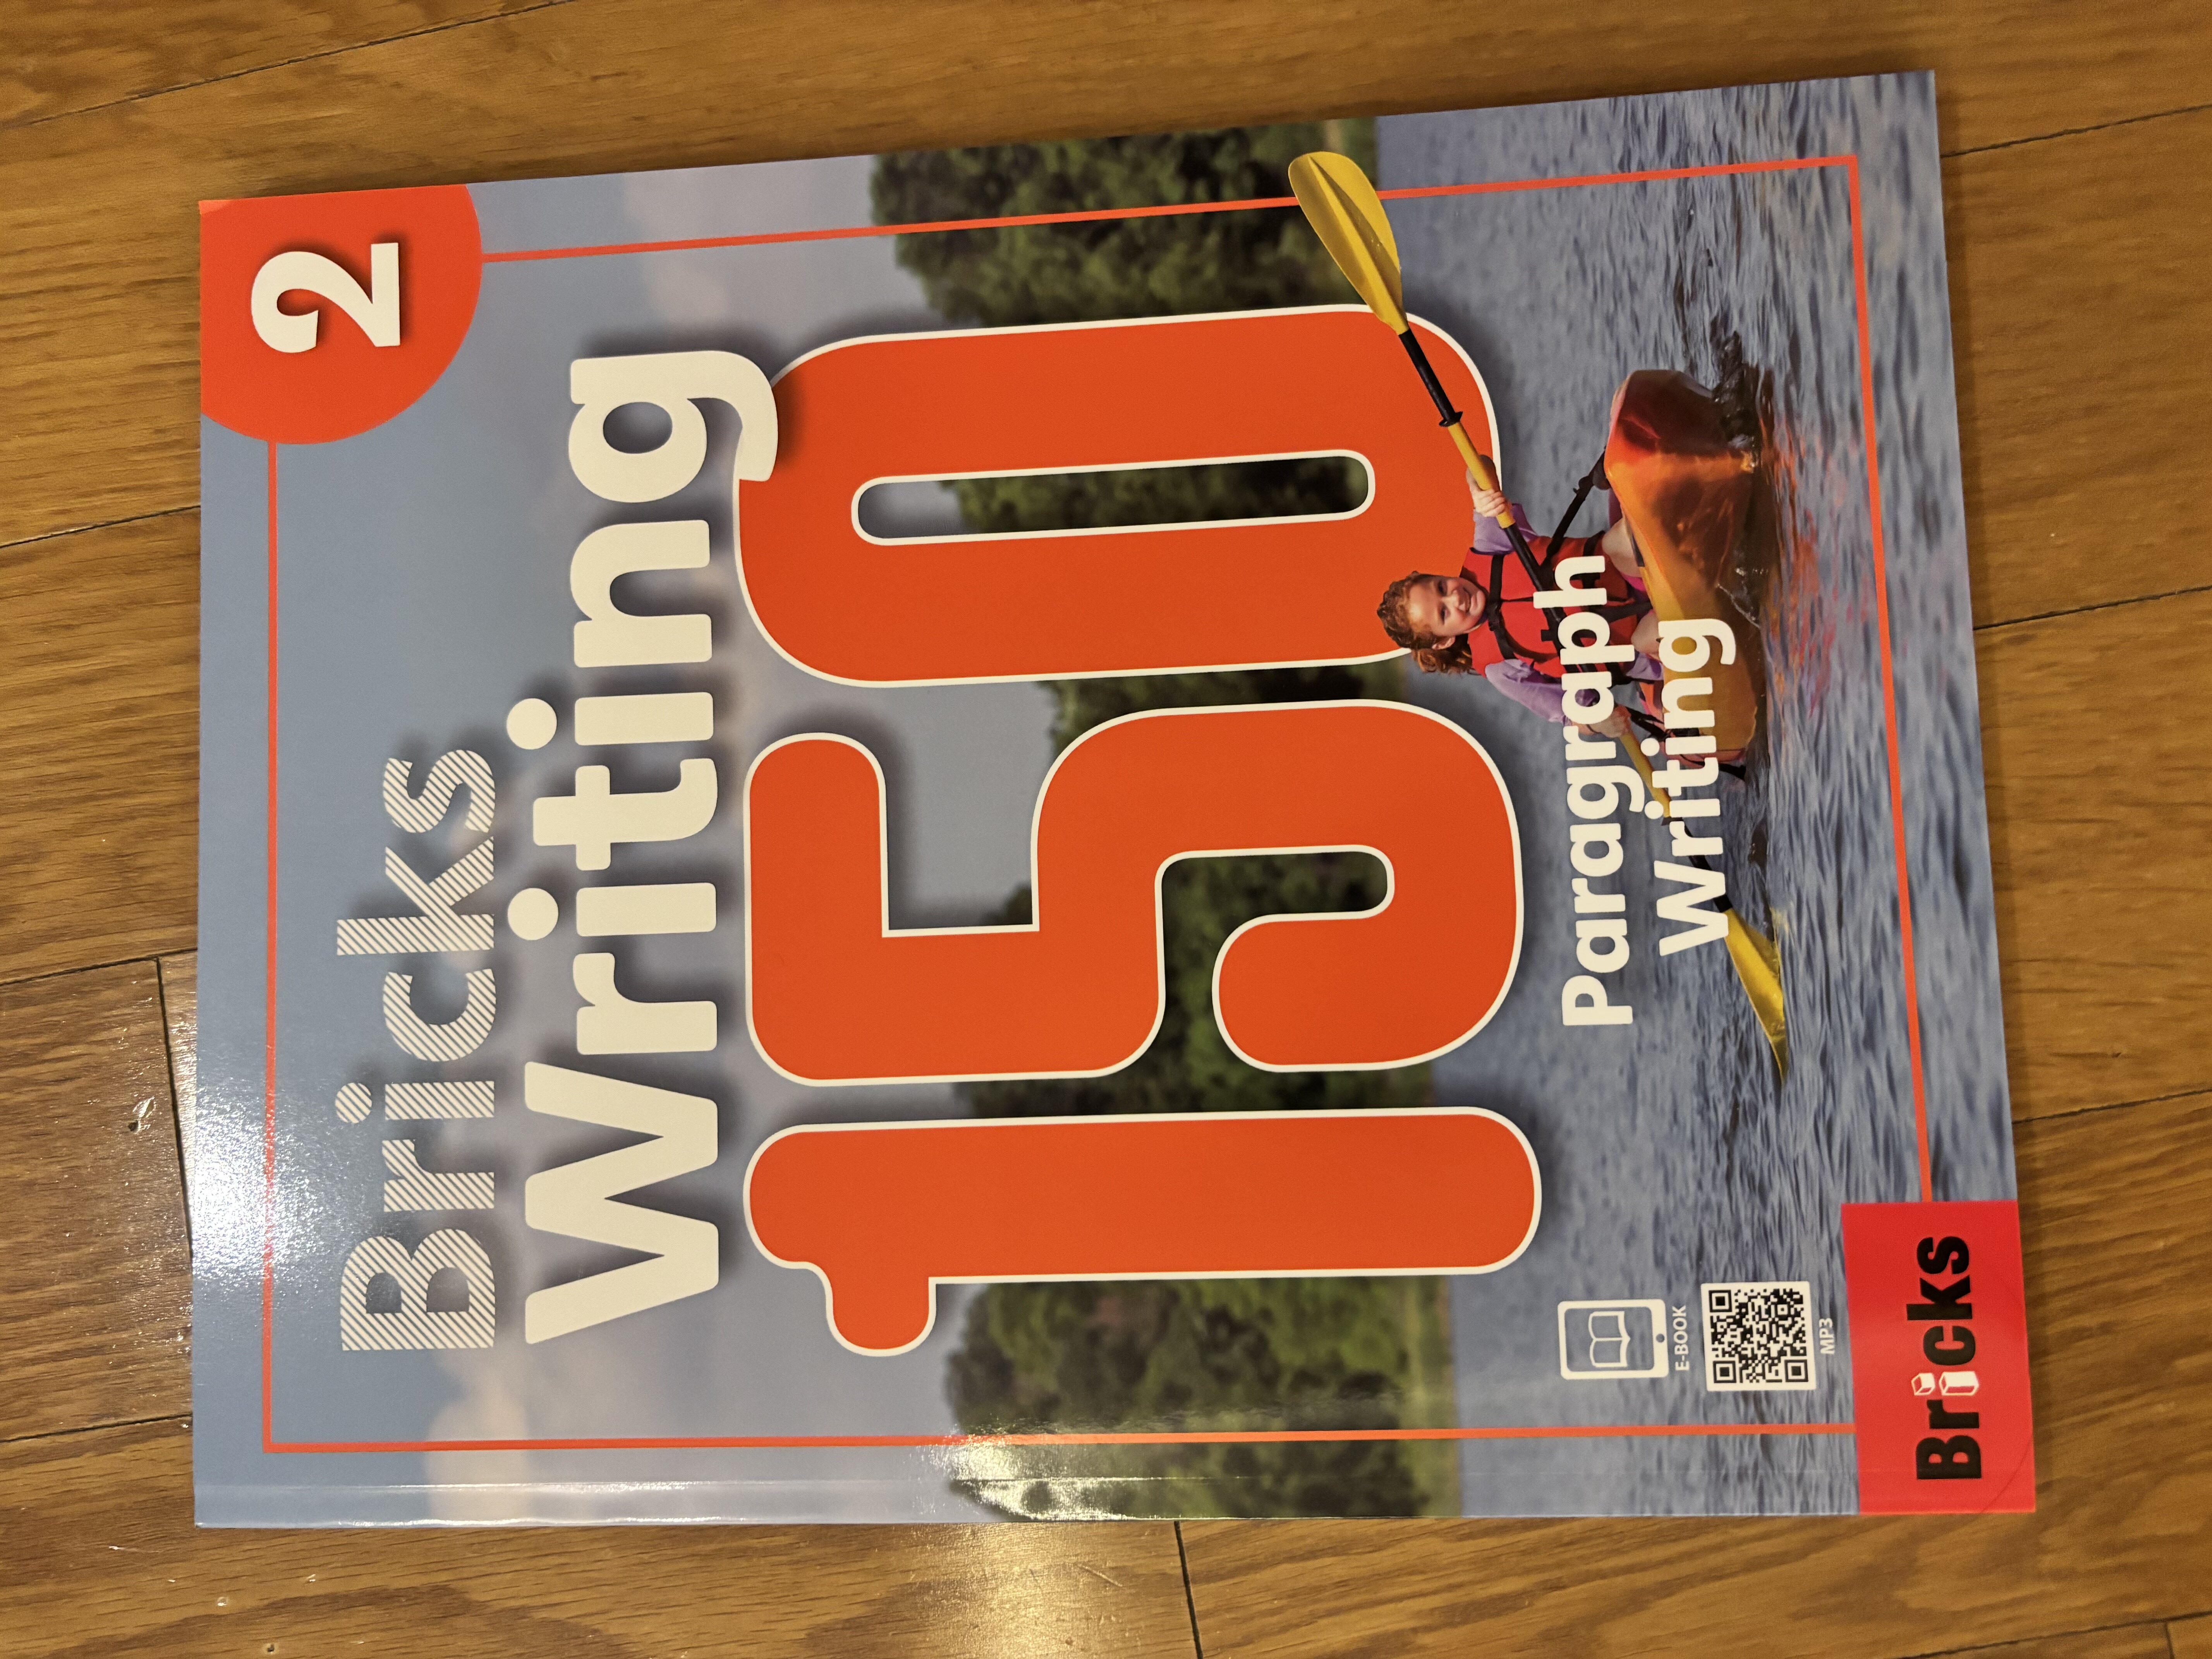 2
Bricks
Writing
150
Paragraph
Writing
E-BOOK
MP3
Bricks